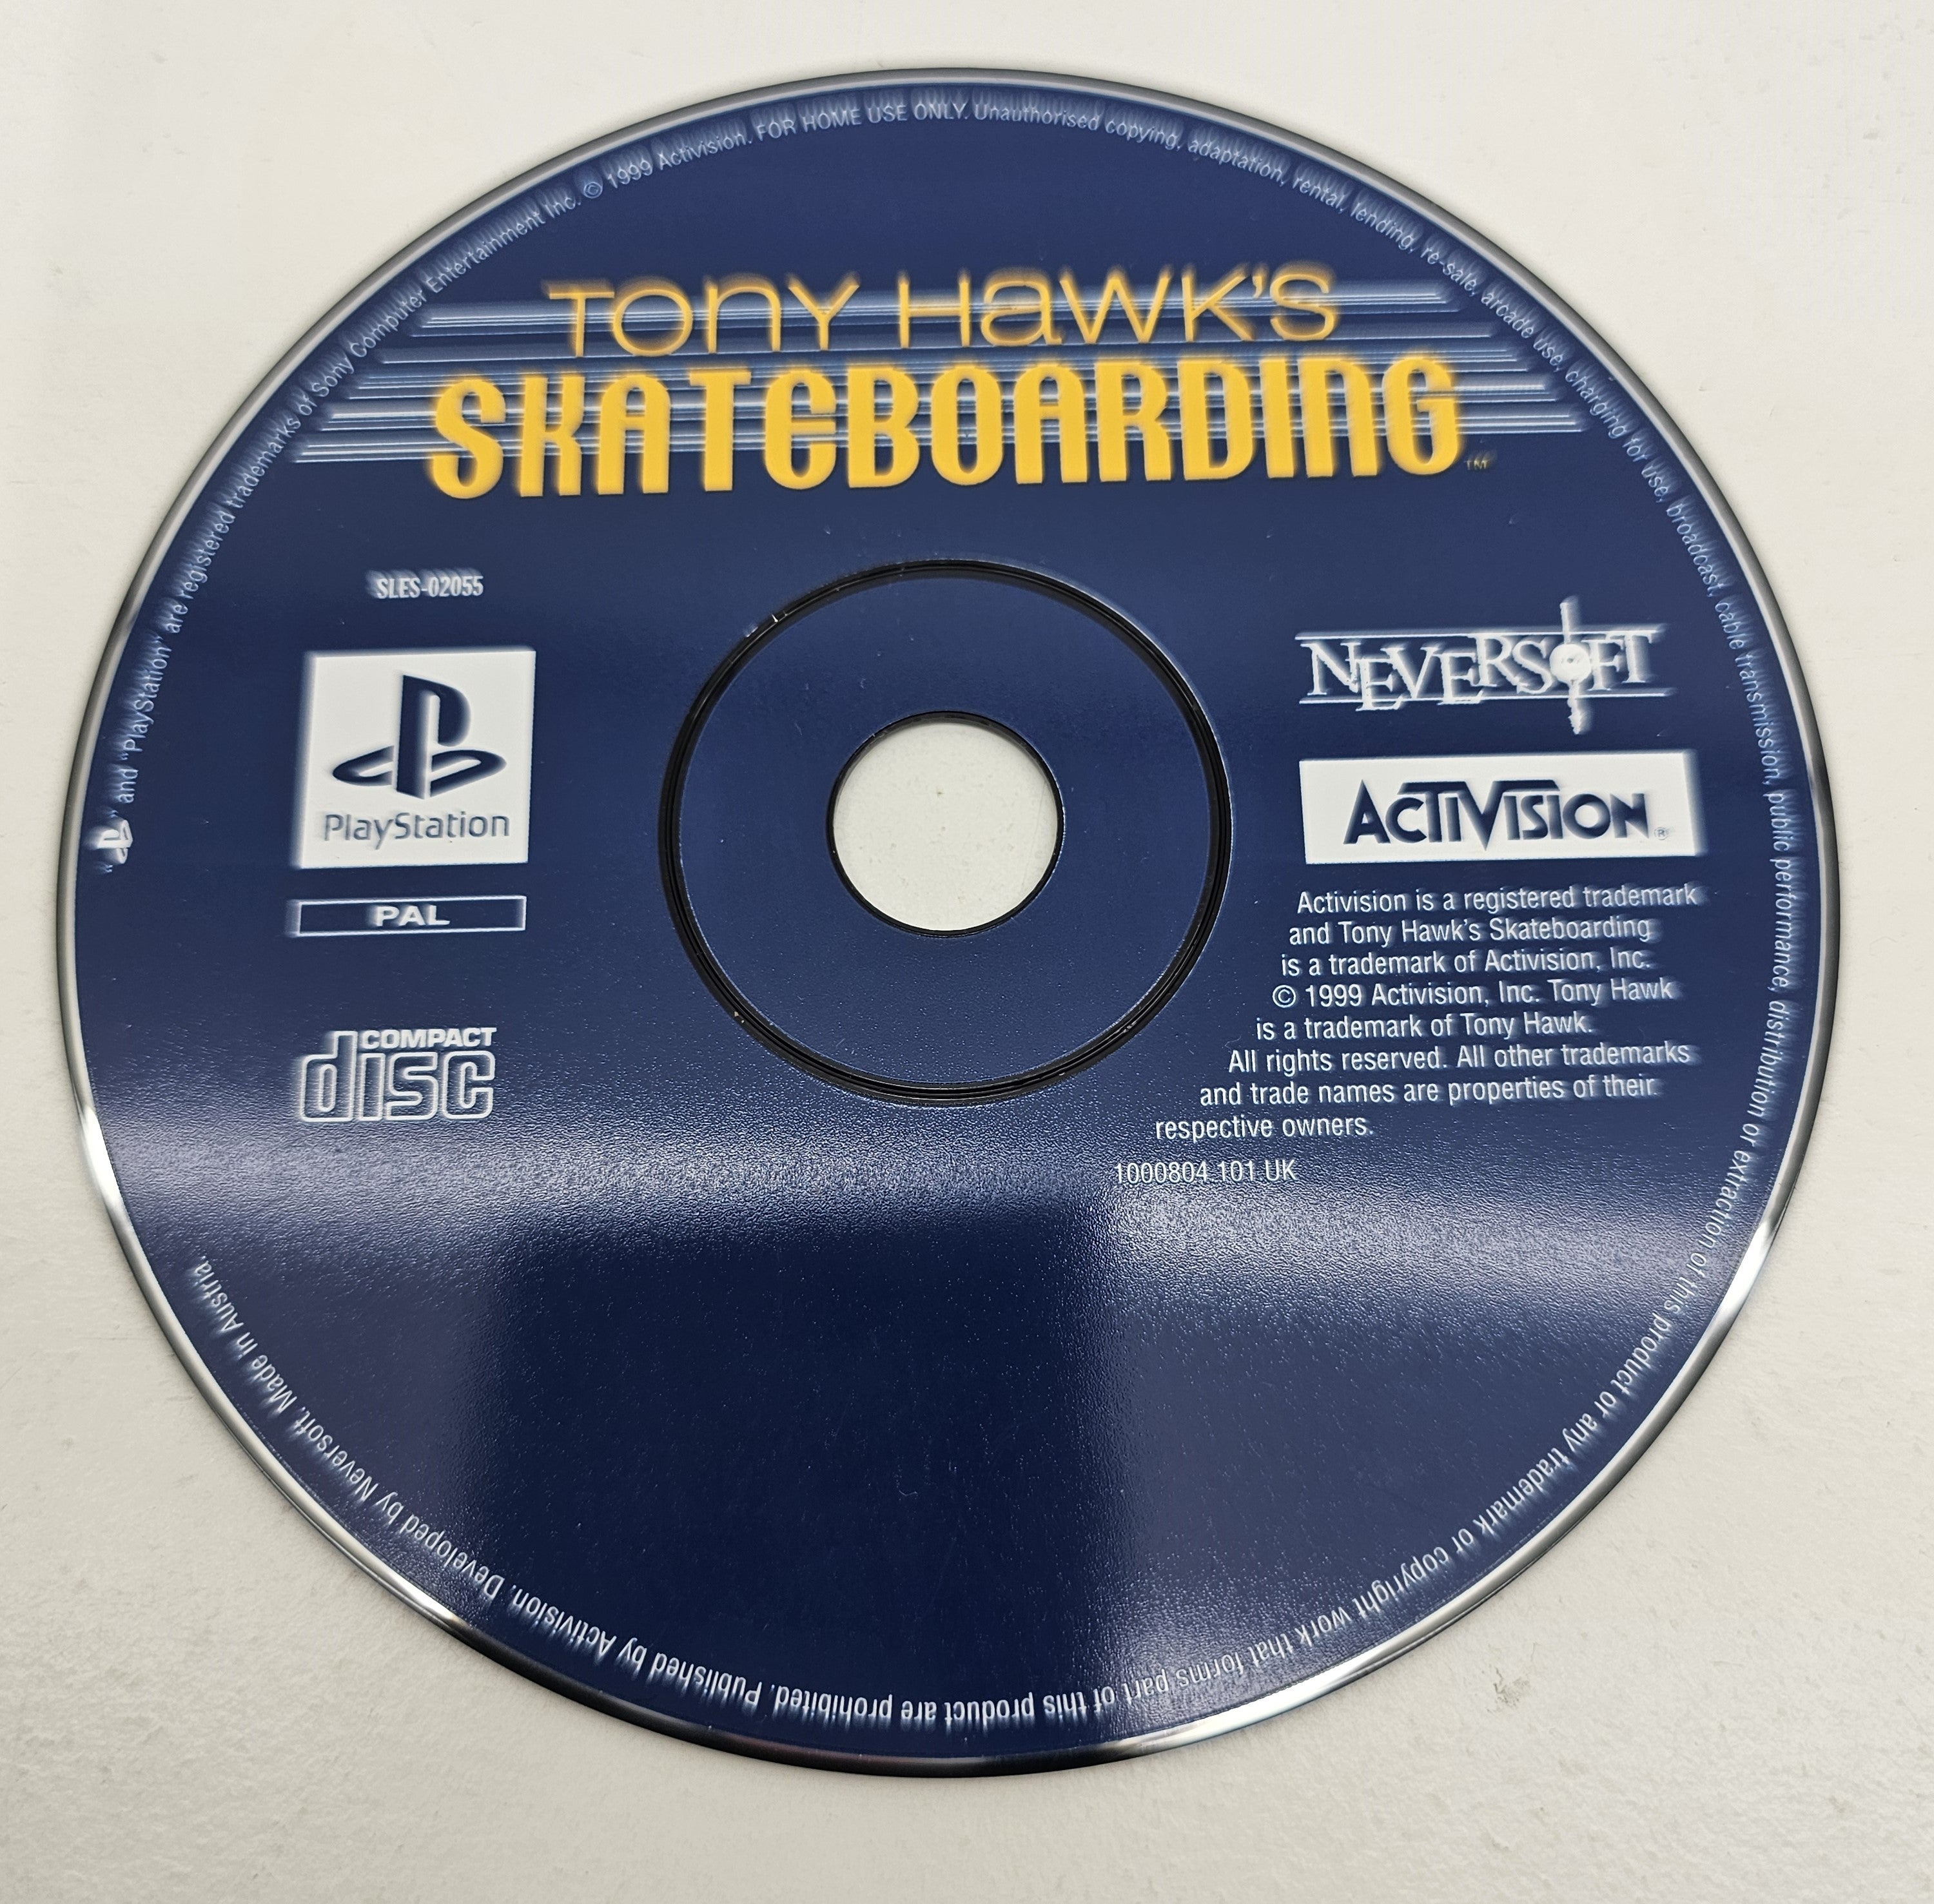 TONY HAWK'S
SKATEBOARDING™
SLES-02055
PlayStation
PAL
COMPACT
disc
NEVERSOFT
ACTIVISION®
Activision is a registered trademark
and Tony Hawk's Skateboarding
is a trademark of Activision, Inc.
© 1999 Activision, Inc. Tony Hawk
is a trademark of Tony Hawk.
All rights reserved. All other trademarks
and trade names are properties of their
respective owners.
1000804.101.UK
" and "PlayStation" are registered trademarks of Sony Computer Entertainment Inc. © 1999 Activision. FOR HOME USE ONLY. Unauthorised copying, adaptation, rental, lending, re-sale, arcade use, charging for use, broadcast, cable transmission, public performance, distribution or extraction of this product or any trademark or copyright work that forms part of this product are prohibited. Published by Activision. Developed by Neversoft. Made in Austria.